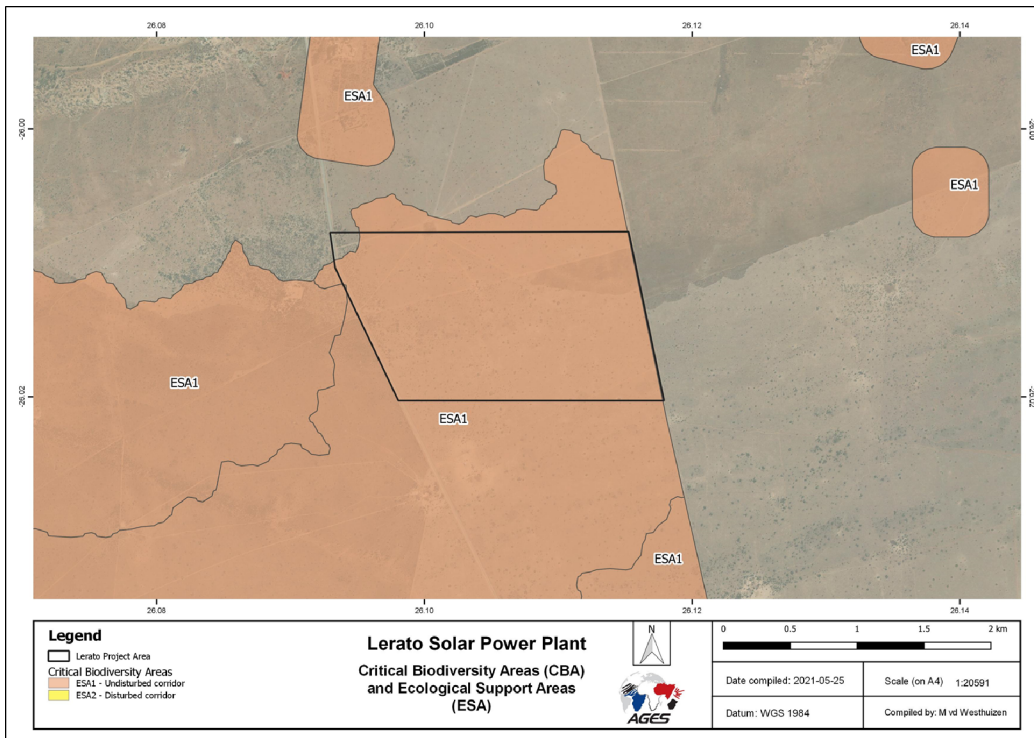 26.08
26.10
26.12
26.14
ESA1
ESA1
-26.00
-26.00
ESA1
ESA1
-26.02
-26.02
ESA1
ESA1
26.08
26.10
26.12
26.14
Legend
Lerato Project Area
Critical Biodiversity Areas
ESA1 - Undisturbed corridor
ESA2 - Disturbed corridor
Lerato Solar Power Plant
Critical Biodiversity Areas (CBA)
and Ecological Support Areas
(ESA)
N
AGES
0 0.5 1 1.5 2 km
Date compiled: 2021-05-25
Scale (on A4) 1:20591
Datum: WGS 1984
Compiled by: M vd Westhuizen